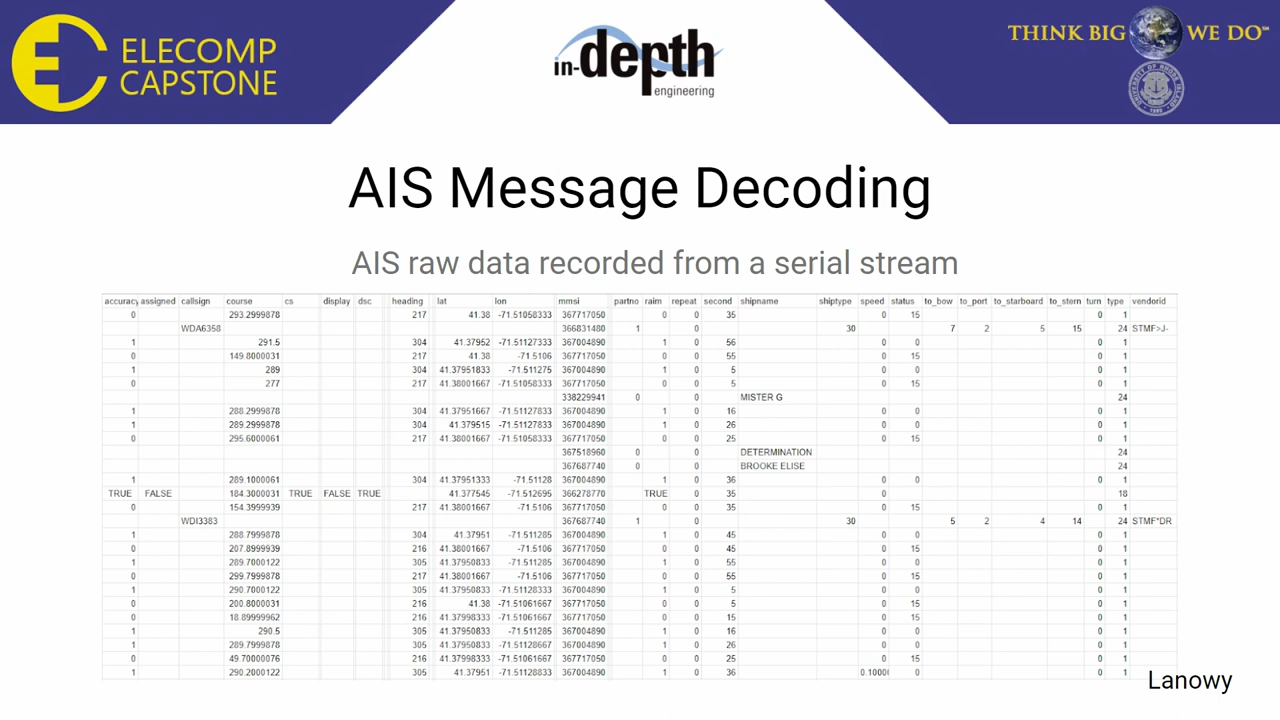 ELECOMP
CAPSTONE
in-depth
engineering
THINK BIG WE DO℠
AIS Message Decoding
AIS raw data recorded from a serial stream
accuracy assigned callsign course cs display dsc heading lat lon mmsi partno raim repeat second shipname shiptype speed status to_bow to_port to_starboard to_stern turn type vendorid
0 293.2999878 217 41.38 -71.51058333 367717050 0 0 35 0 15 0 1
WDA6358 366831480 1 0 30 7 2 5 15 24 STMF>J-
1 291.5 304 41.37952 -71.51127333 367004890 1 0 56 0 0 0 1
0 149.8000031 217 41.38 -71.5106 367717050 0 0 55 0 15 0 1
1 289 304 41.37951833 -71.511275 367004890 1 0 5 0 0 0 1
0 277 217 41.38001667 -71.51058333 367717050 0 0 5 0 15 0 1
338229941 0 0 MISTER G 24
1 288.2999878 304 41.37951667 -71.51127833 367004890 1 0 16 0 0 0 1
1 289.2999878 304 41.379515 -71.51127833 367004890 1 0 26 0 0 0 1
0 295.6000061 217 41.38001667 -71.51058333 367717050 0 0 25 0 15 0 1
367518960 0 0 DETERMINATION 24
367687740 0 0 BROOKE ELISE 24
1 289.1000061 304 41.37951333 -71.51128 367004890 1 0 36 0 0 0 1
TRUE FALSE 184.3000031 TRUE FALSE TRUE 41.377545 -71.512695 366278770 TRUE 0 35 0 18
0 154.3999939 217 41.38001667 -71.5106 367717050 0 0 35 0 15 0 1
WDI3383 367687740 1 0 30 5 2 4 14 24 STMF*DR
1 288.7999878 304 41.37951 -71.511285 367004890 1 0 45 0 0 0 1
0 207.8999939 216 41.38001667 -71.5106 367717050 0 0 45 0 15 0 1
1 289.7000122 305 41.37950833 -71.511285 367004890 1 0 55 0 0 0 1
0 299.7999878 217 41.38001667 -71.5106 367717050 0 0 55 0 15 0 1
1 290.7000122 305 41.37950833 -71.51128333 367004890 1 0 5 0 0 0 1
0 200.8000031 216 41.38 -71.51061667 367717050 0 0 5 0 15 0 1
0 18.89999962 216 41.37998333 -71.51061667 367717050 0 0 15 0 15 0 1
1 290.5 305 41.37950833 -71.511285 367004890 1 0 16 0 0 0 1
1 289.7999878 305 41.37950833 -71.51128667 367004890 1 0 26 0 0 0 1
0 49.70000076 216 41.37998333 -71.51061667 367717050 0 0 25 0 15 0 1
1 290.2000122 305 41.37951 -71.51128833 367004890 1 0 36 0.1000( 0 0 1
Lanowy